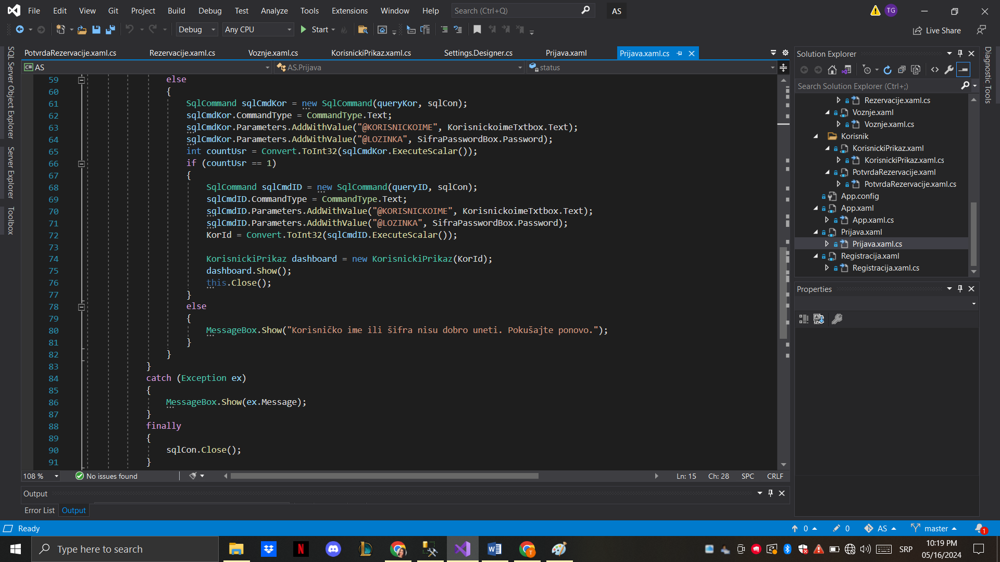 File Edit View Git Project Build Debug Test Analyze Tools Extensions Window Help Search (Ctrl+Q) AS TG
Debug Any CPU Start Live Share
PotvrdaRezervacije.xaml.cs Rezervacije.xaml.cs Voznje.xaml.cs KorisnickiPrikaz.xaml.cs Settings.Designer.cs Prijava.xaml Prijava.xaml.cs
C# AS AS.Prijava status
59 else
60 {
61 SqlCommand sqlCmdKor = new SqlCommand(queryKor, sqlCon);
62 sqlCmdKor.CommandType = CommandType.Text;
63 sqlCmdKor.Parameters.AddWithValue("@KORISNICKOIME", KorisnickoimeTxtbox.Text);
64 sqlCmdKor.Parameters.AddWithValue("@LOZINKA", SifraPasswordBox.Password);
65 int countUsr = Convert.ToInt32(sqlCmdKor.ExecuteScalar());
66 if (countUsr == 1)
67 {
68 SqlCommand sqlCmdID = new SqlCommand(queryID, sqlCon);
69 sqlCmdID.CommandType = CommandType.Text;
70 sqlCmdID.Parameters.AddWithValue("@KORISNICKOIME", KorisnickoimeTxtbox.Text);
71 sqlCmdID.Parameters.AddWithValue("@LOZINKA", SifraPasswordBox.Password);
72 KorId = Convert.ToInt32(sqlCmdID.ExecuteScalar());
73
74 KorisnickiPrikaz dashboard = new KorisnickiPrikaz(KorId);
75 dashboard.Show();
76 this.Close();
77 }
78 else
79 {
80 MessageBox.Show("Korisničko ime ili šifra nisu dobro uneti. Pokušajte ponovo.");
81 }
82 }
83 }
84 catch (Exception ex)
85 {
86 MessageBox.Show(ex.Message);
87 }
88 finally
89 {
90 sqlCon.Close();
91 }
108 % No issues found Ln: 15 Ch: 28 SPC CRLF
Output
Error List Output
SQL Server Object Explorer
Server Explorer
Toolbox
Solution Explorer
Search Solution Explorer (Ctrl+;)
Rezervacije.xaml.cs
Voznje.xaml
Voznje.xaml.cs
Korisnik
KorisnickiPrikaz.xaml
KorisnickiPrikaz.xaml.cs
PotvrdaRezervacije.xaml
PotvrdaRezervacije.xaml.cs
App.config
App.xaml
App.xaml.cs
Prijava.xaml
Prijava.xaml.cs
Registracija.xaml
Registracija.xaml.cs
Properties
Diagnostic Tools
Ready 0 0 AS master 1
Type here to search
SRP
10:19 PM
05/16/2024